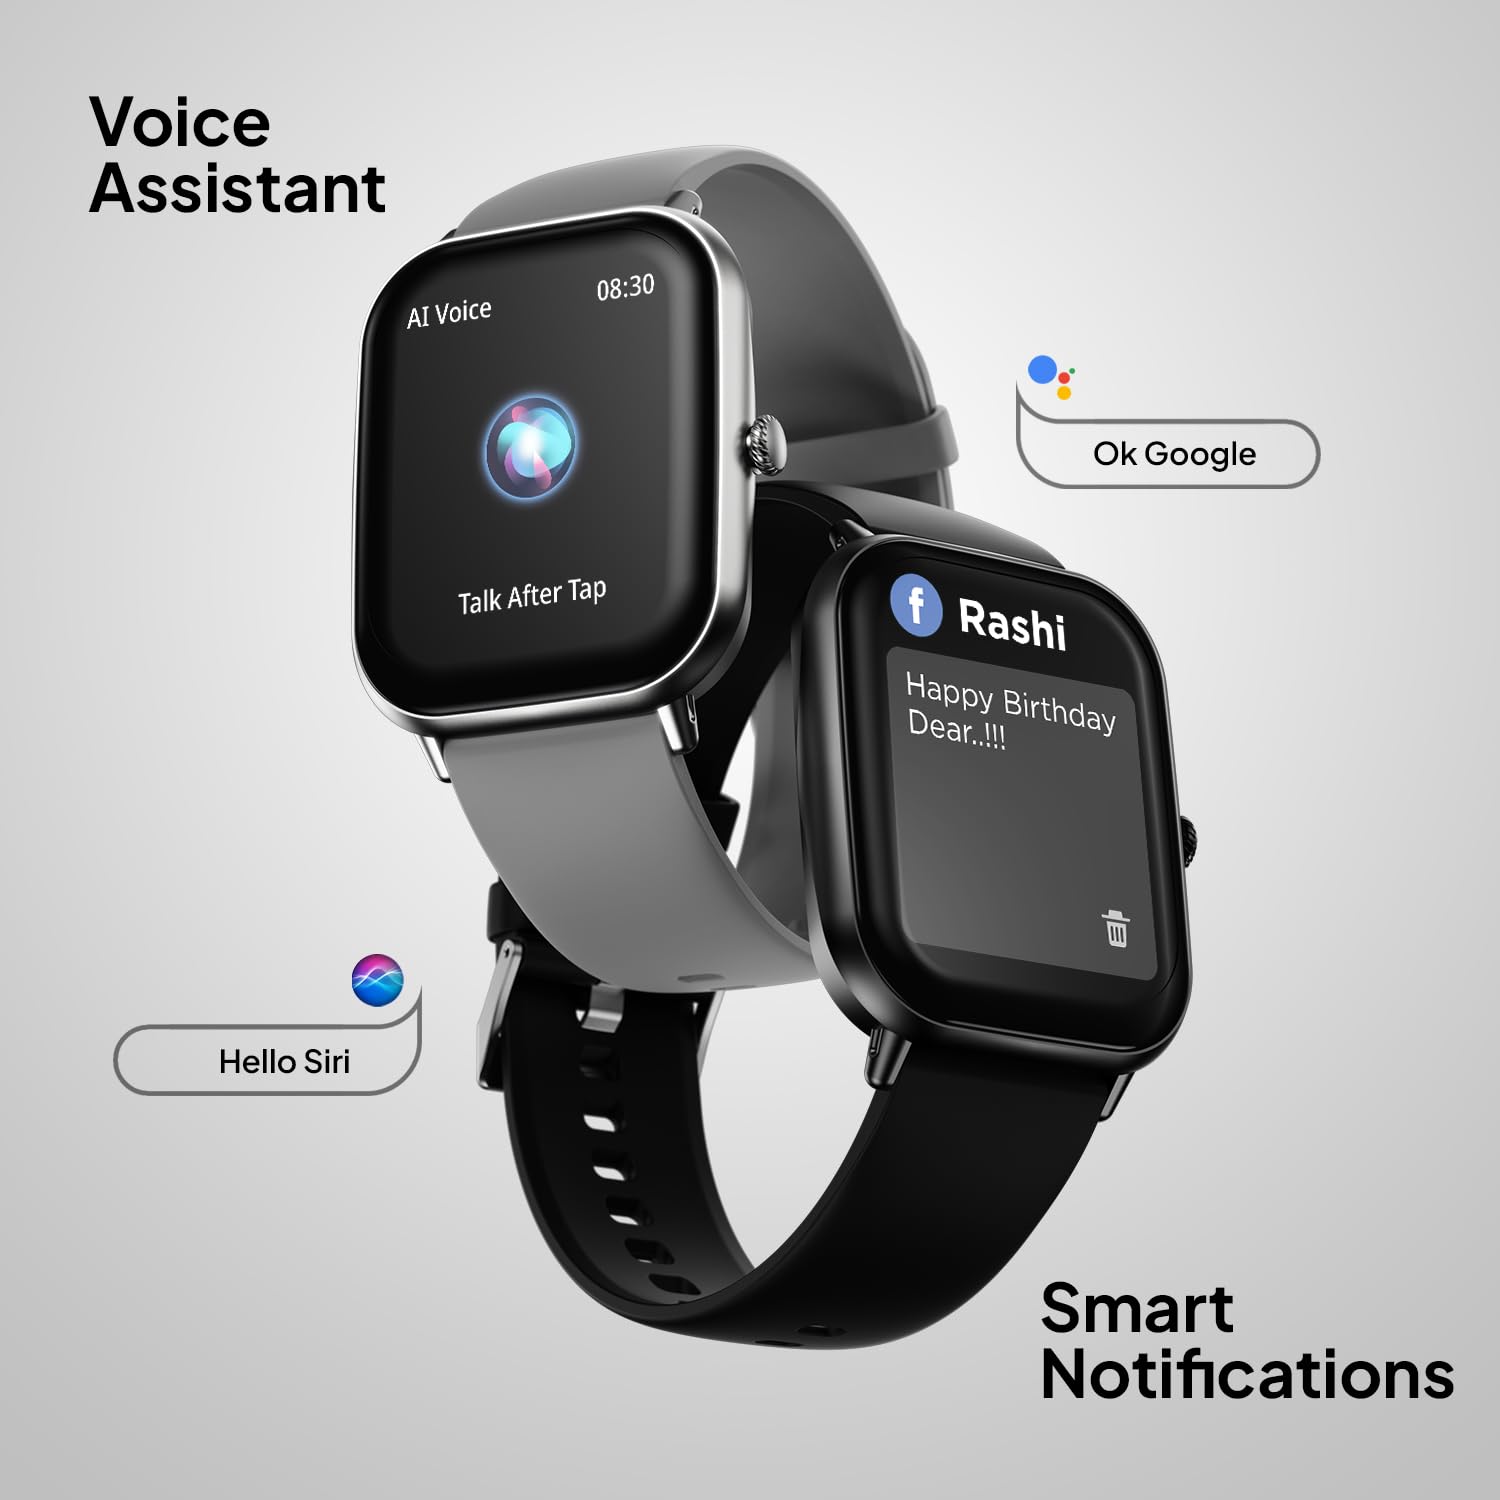 Voice
Assistant
AI Voice
08:30
Talk After Tap
Ok Google
f Rashi
Happy Birthday
Dear..!!!
Hello Siri
Smart
Notifications